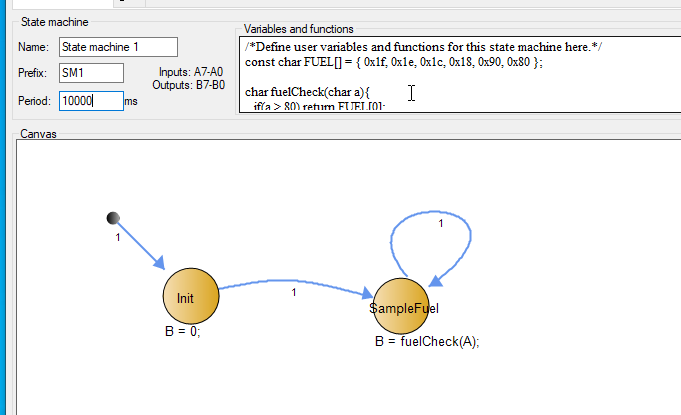 State machine
Name: State machine 1
Prefix: SM1
Inputs: A7-A0
Outputs: B7-B0
Period: 10000 ms
Variables and functions
/*Define user variables and functions for this state machine here.*/
const char FUEL[] = { 0x1f, 0x1e, 0x1c, 0x18, 0x90, 0x80 };
char fuelCheck(char a){
if(a > 80) return FUEL[0];
Canvas
1
1
Init
B = 0;
1
SampleFuel
B = fuelCheck(A);